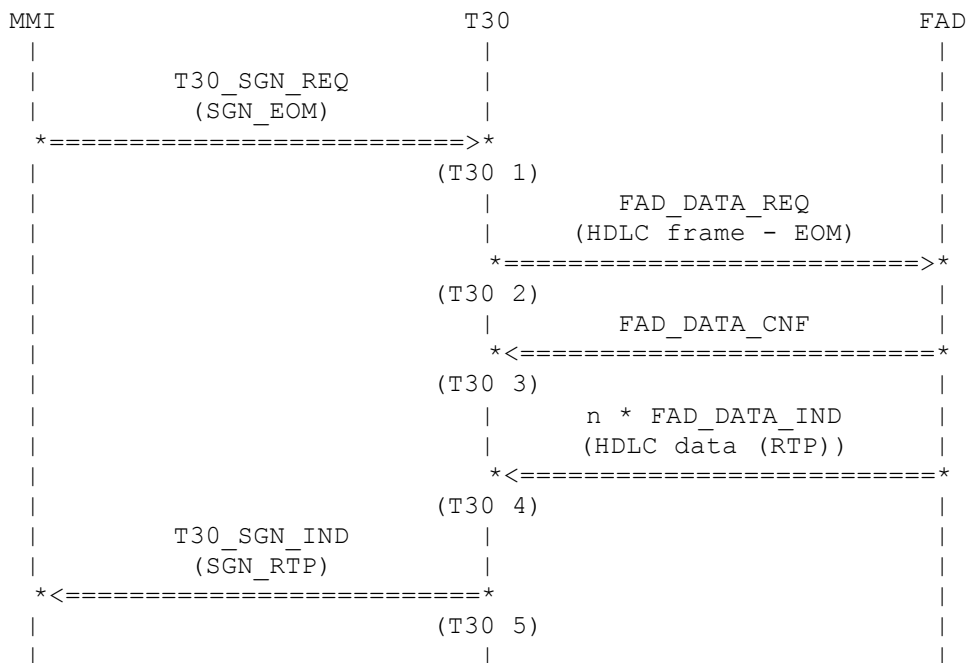 MMI T30 FAD
| | |
| T30_SGN_REQ | |
| (SGN_EOM) | |
*==========================>* |
| (T30 1) |
| | FAD_DATA_REQ |
| | (HDLC frame - EOM) |
| *==========================>*
| (T30 2) |
| | FAD_DATA_CNF |
| *<==========================*
| (T30 3) |
| | n * FAD_DATA_IND |
| | (HDLC data (RTP)) |
| *<==========================*
| (T30 4) |
| T30_SGN_IND | |
| (SGN_RTP) | |
*<==========================* |
| (T30 5) |
| | |